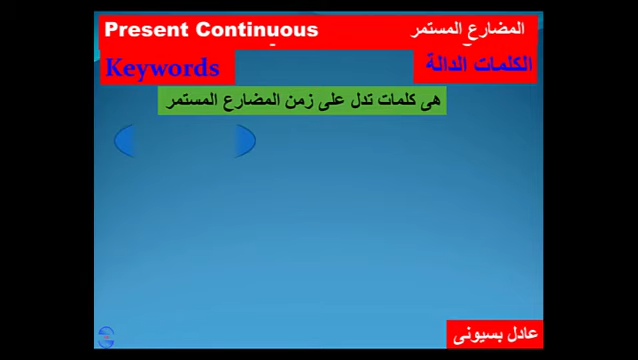 Present Continuous المضارع المستمر
Keywords الكلمات الدالة
هى كلمات تدل على زمن المضارع المستمر
عادل بسيونى